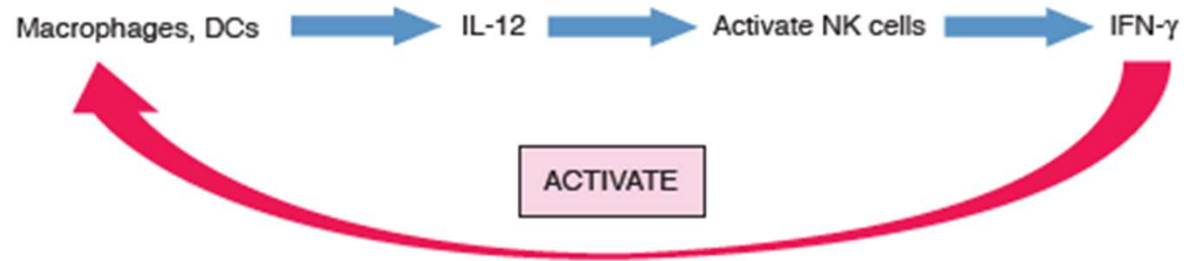 Macrophages, DCs IL-12 Activate NK cells IFN-γ
ACTIVATE